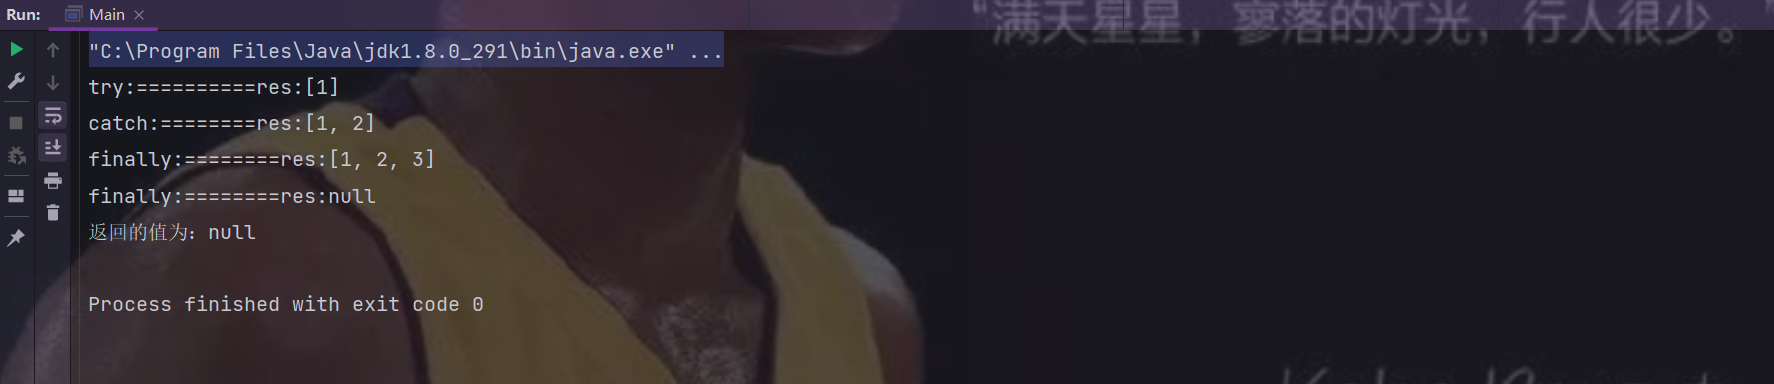 Run: Main
"满天星星，寥落的灯光，行人很少。
"C:\Program Files\Java\jdk1.8.0_291\bin\java.exe" ...
try:==========res:[1]
catch:========res:[1, 2]
finally:========res:[1, 2, 3]
finally:========res:null
返回的值为：null
Process finished with exit code 0